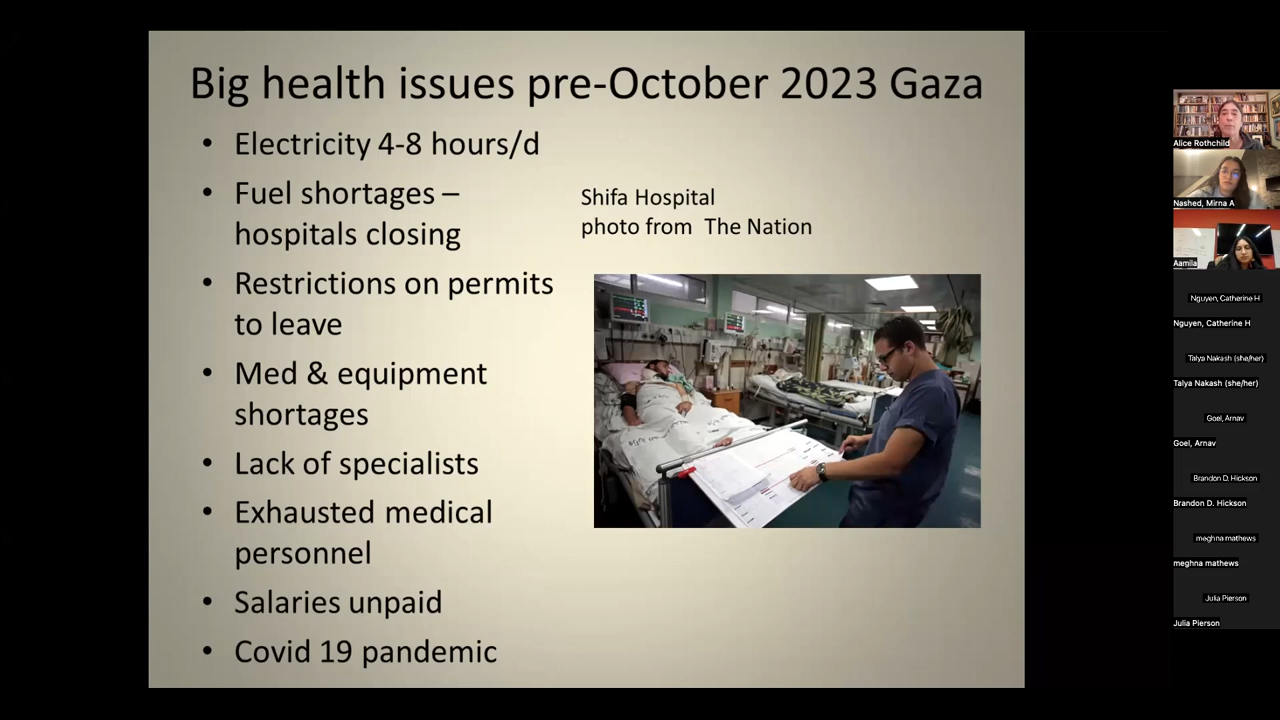 Big health issues pre-October 2023 Gaza
• Electricity 4-8 hours/d
• Fuel shortages –
hospitals closing
• Restrictions on permits
to leave
• Med & equipment
shortages
• Lack of specialists
• Exhausted medical
personnel
• Salaries unpaid
• Covid 19 pandemic
Shifa Hospital
photo from The Nation
Alice Rothchild
Nashed, Mirna A
Aamila
Nguyen, Catherine H
Nguyen, Catherine H
Talya Nakash (she/her)
Talya Nakash (she/her)
Goel, Arnav
Goel, Arnav
Brandon D. Hickson
Brandon D. Hickson
meghna mathews
meghna mathews
Julia Pierson
Julia Pierson